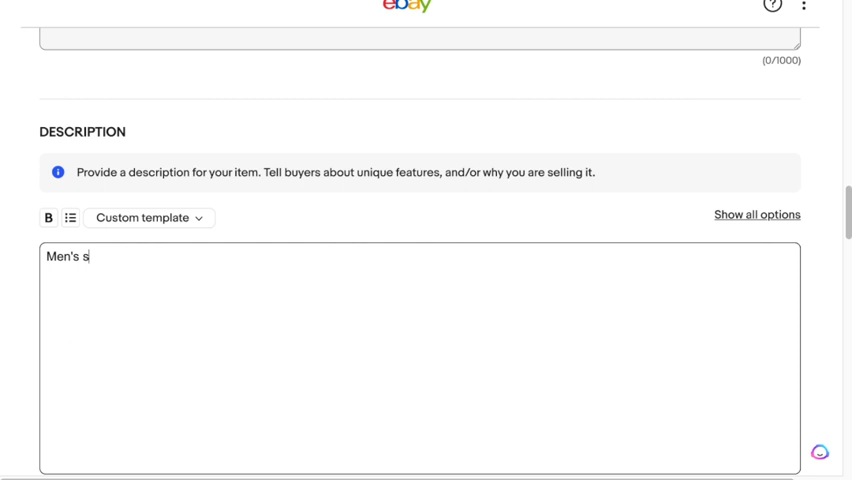 ebay
(0/1000)
DESCRIPTION
Provide a description for your item. Tell buyers about unique features, and/or why you are selling it.
B Custom template Show all options
Men's s